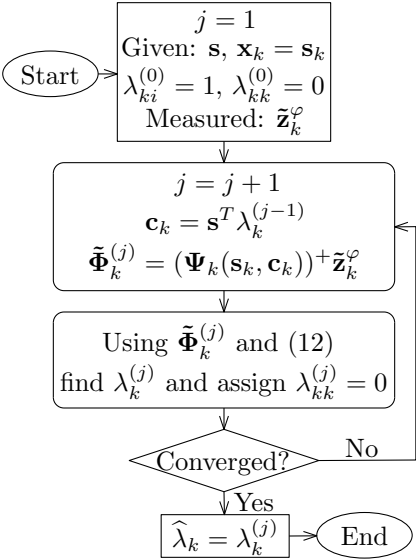 j = 1
Given: s, x_k = s_k
Start
λ_{ki}^{(0)} = 1, λ_{kk}^{(0)} = 0
Measured: z̃_k^φ
j = j + 1
c_k = s^T λ_k^{(j−1)}
Φ̃_k^{(j)} = (Ψ_k(s_k, c_k))^+ z̃_k^φ
Using Φ̃_k^{(j)} and (12)
find λ_k^{(j)} and assign λ_{kk}^{(j)} = 0
Converged?
No
Yes
λ̂_k = λ_k^{(j)}
End